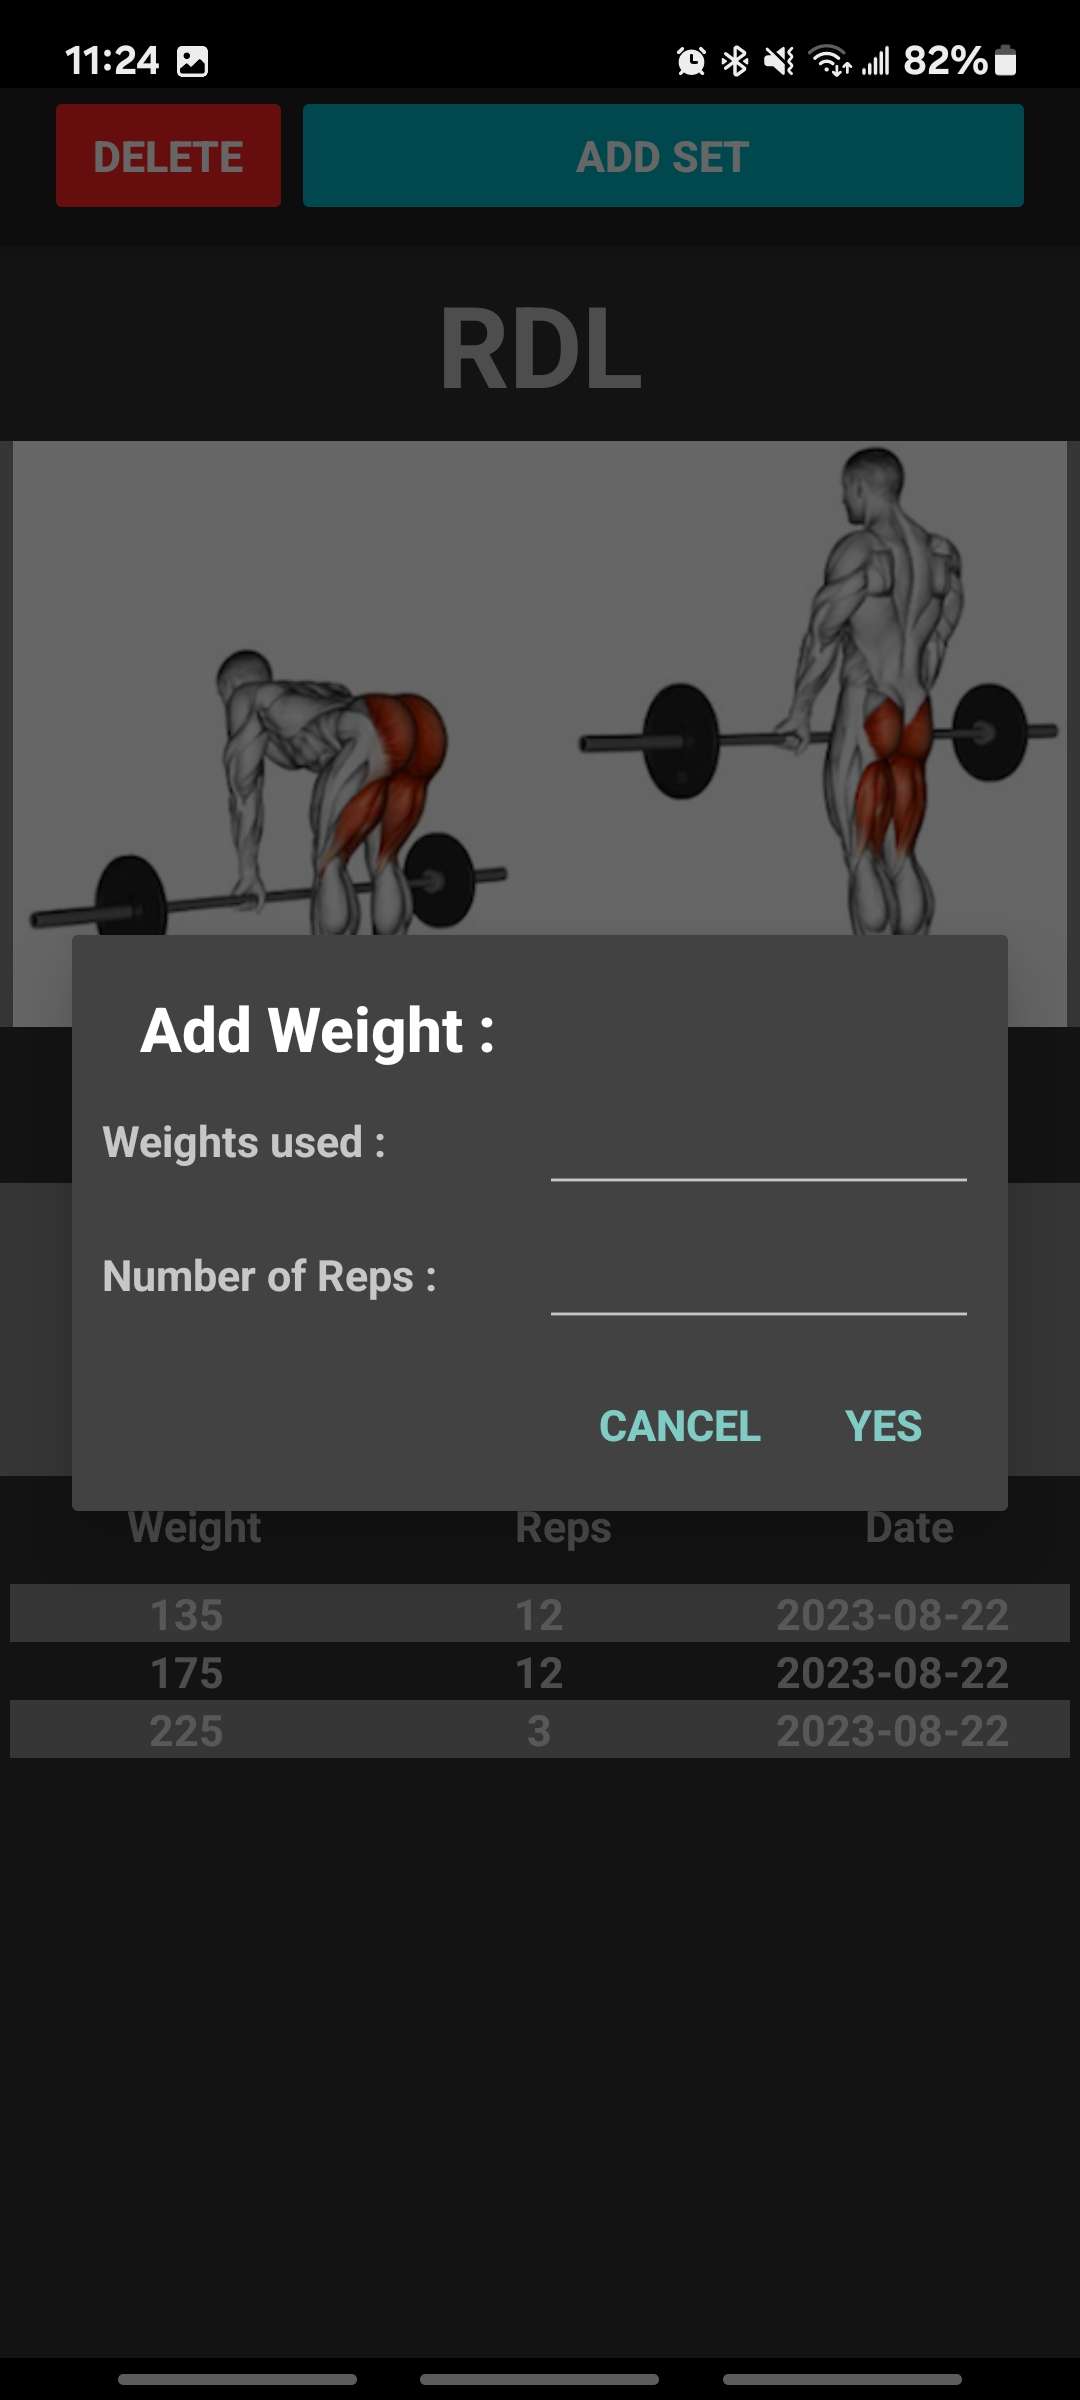 11:24 82%
DELETE ADD SET
RDL
Add Weight :
Weights used :
Number of Reps :
CANCEL YES
Weight Reps Date
135 12 2023-08-22
175 12 2023-08-22
225 3 2023-08-22